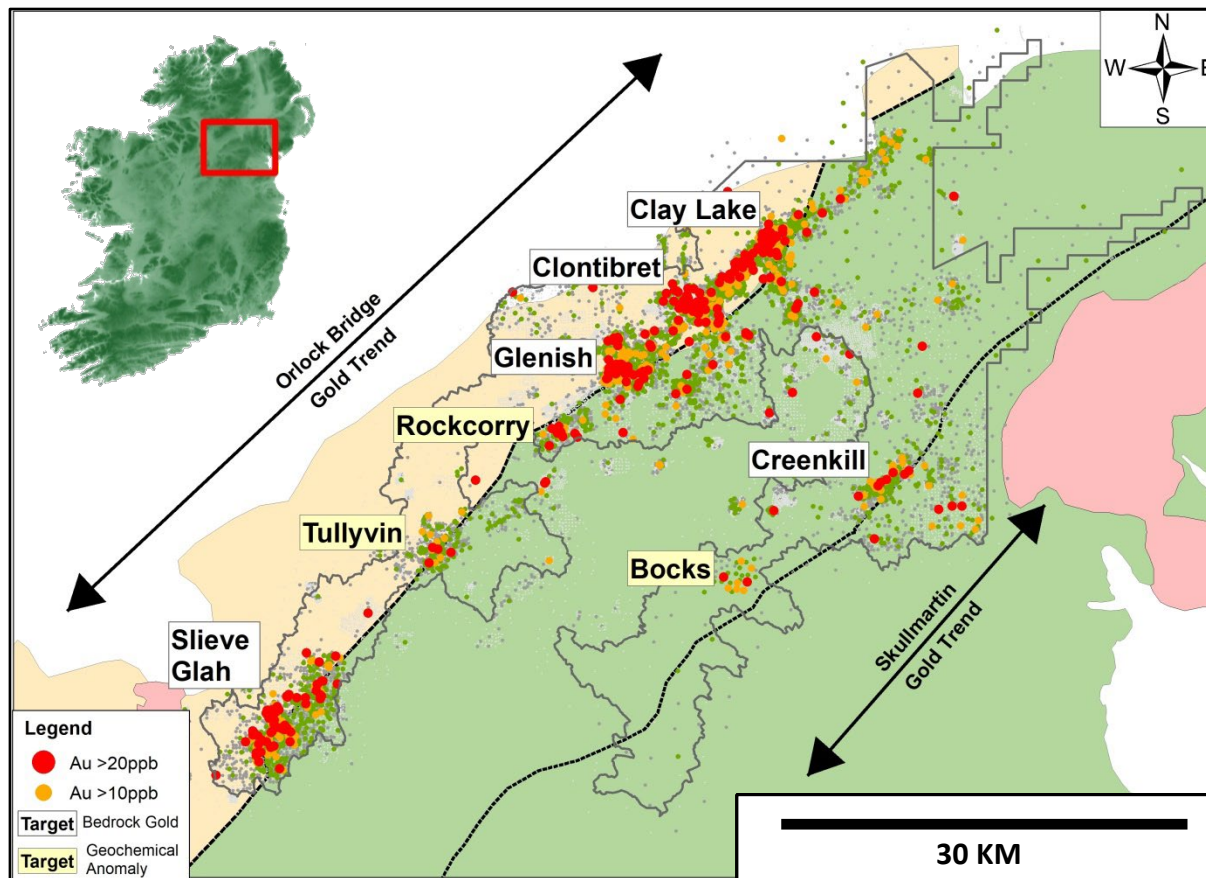 N
W E
S
Orlock Bridge
Gold Trend
Clay Lake
Clontibret
Glenish
Rockcorry
Creenkill
Tullyvin
Bocks
Skullmartin
Gold Trend
Slieve
Glah
Legend
Au >20ppb
Au >10ppb
Target Bedrock Gold
Target Geochemical
Anomaly
30 KM